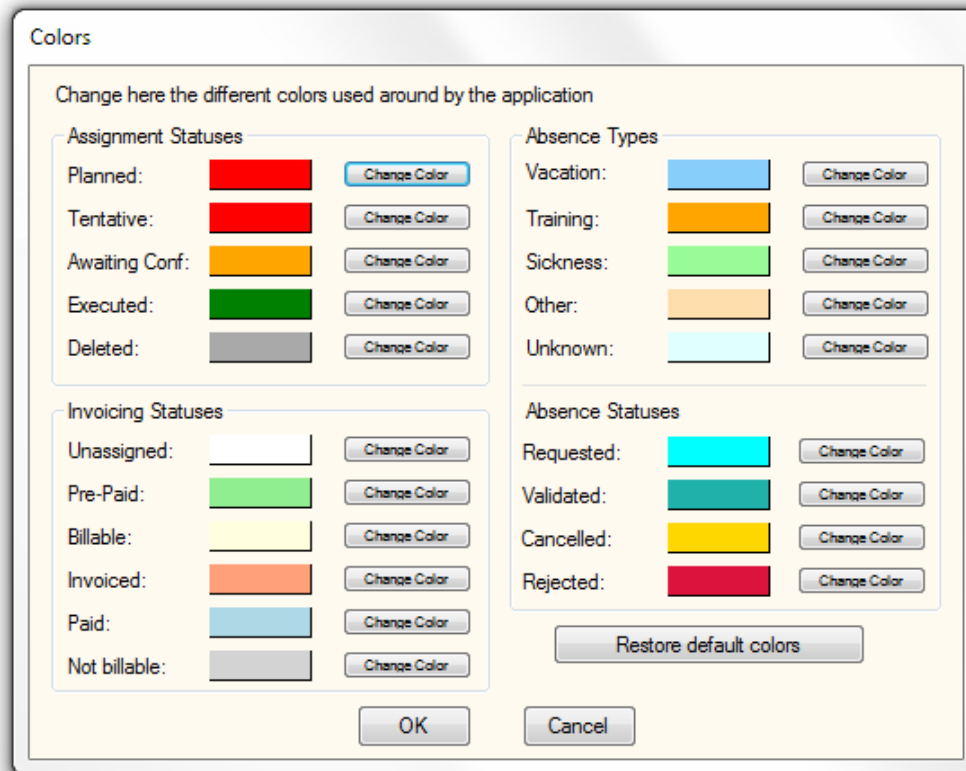 Colors
Change here the different colors used around by the application
Assignment Statuses
Planned: Change Color
Tentative: Change Color
Awaiting Conf: Change Color
Executed: Change Color
Deleted: Change Color
Invoicing Statuses
Unassigned: Change Color
Pre-Paid: Change Color
Billable: Change Color
Invoiced: Change Color
Paid: Change Color
Not billable: Change Color
Absence Types
Vacation: Change Color
Training: Change Color
Sickness: Change Color
Other: Change Color
Unknown: Change Color
Absence Statuses
Requested: Change Color
Validated: Change Color
Cancelled: Change Color
Rejected: Change Color
Restore default colors
OK Cancel